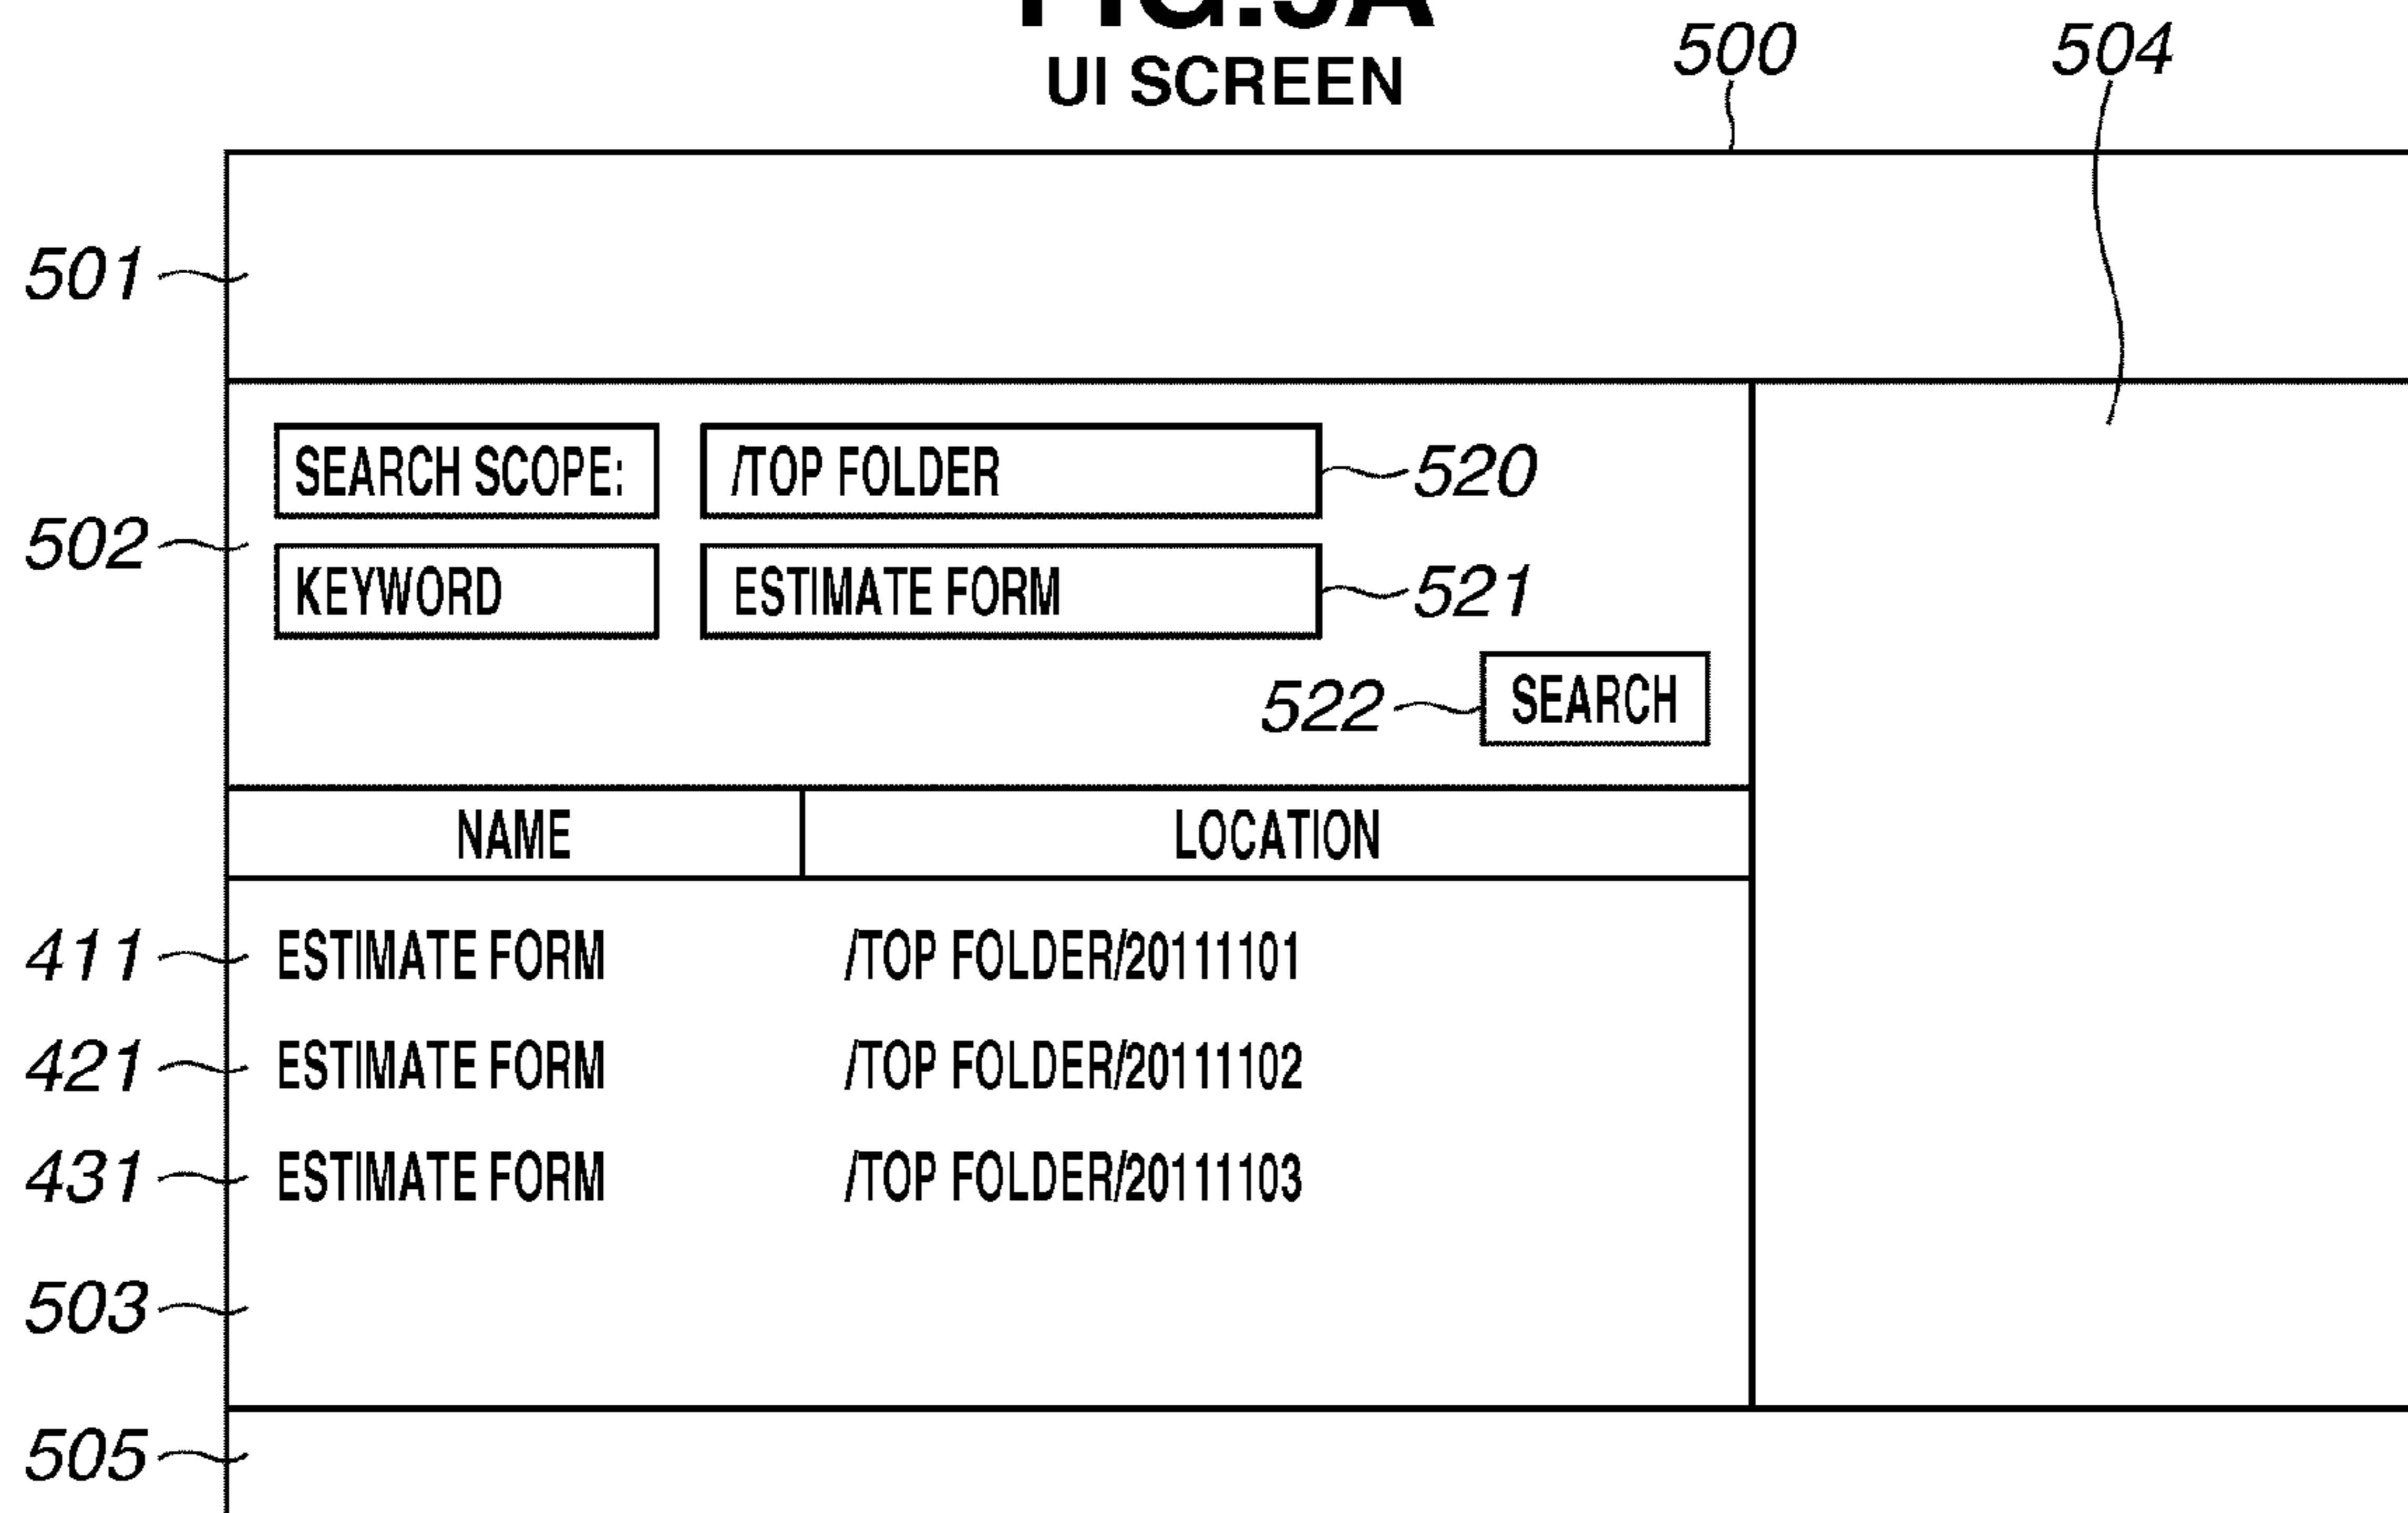 FIG.5A
UI SCREEN
500
504
501
SEARCH SCOPE: /TOP FOLDER 520
502
KEYWORD ESTIMATE FORM 521
522 SEARCH
NAME LOCATION
411 ESTIMATE FORM /TOP FOLDER/20111101
421 ESTIMATE FORM /TOP FOLDER/20111102
431 ESTIMATE FORM /TOP FOLDER/20111103
503
505